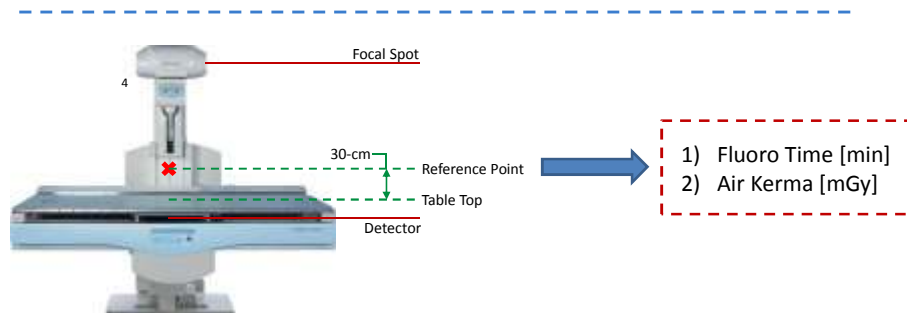 Focal Spot
4
30-cm
Reference Point
Table Top
Detector
1) Fluoro Time [min]
2) Air Kerma [mGy]